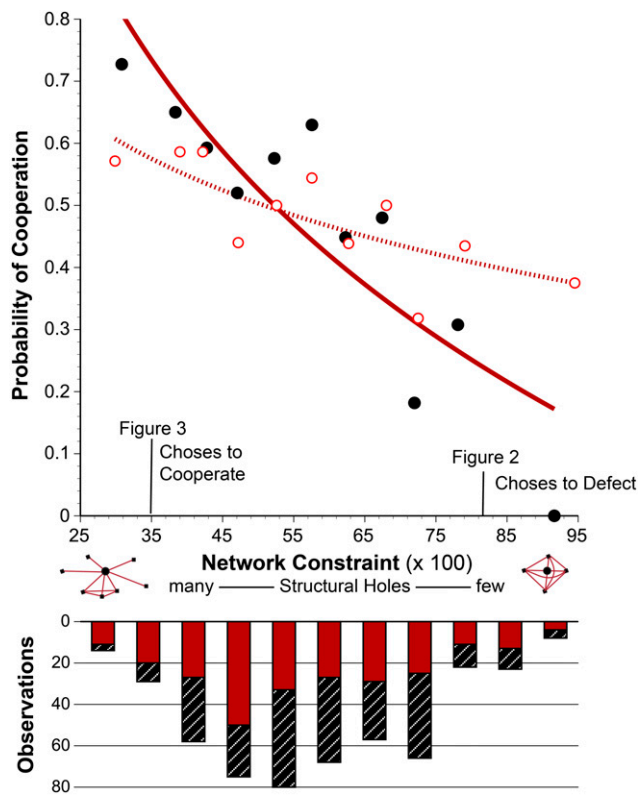 Probability of Cooperation
0.8
0.7
0.6
0.5
0.4
0.3
0.2
0.1
0
Figure 3
Choses to
Cooperate
Figure 2
Choses to Defect
25 35 45 55 65 75 85 95
Network Constraint (x 100)
many Structural Holes few
Observations
0
20
40
60
80